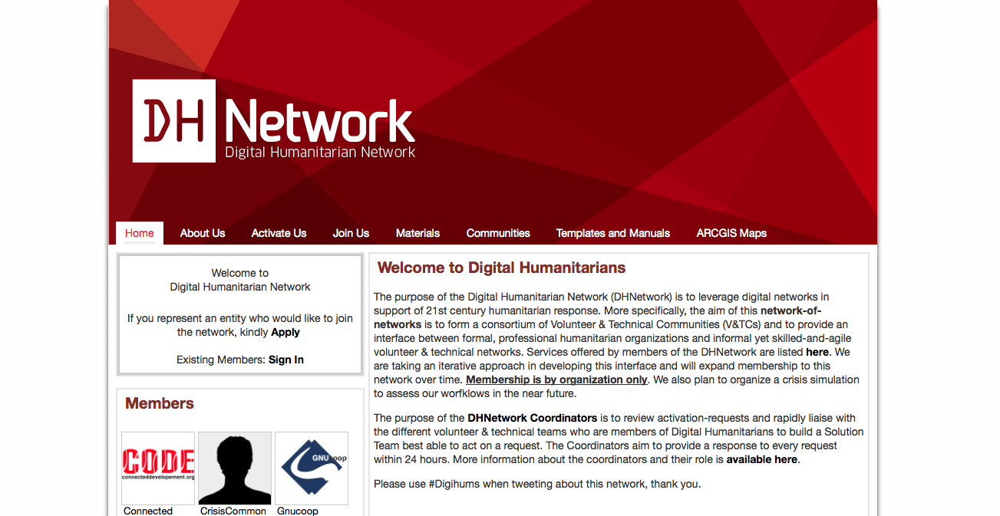 DH Network
Digital Humanitarian Network
Home About Us Activate Us Join Us Materials Communities Templates and Manuals ARCGIS Maps
Welcome to
Digital Humanitarian Network
If you represent an entity who would like to join
the network, kindly Apply
Existing Members: Sign In
Members
CODE
connecteddevelopement.org
GNUcoop
Connected CrisisCommon Gnucoop
Welcome to Digital Humanitarians
The purpose of the Digital Humanitarian Network (DHNetwork) is to leverage digital networks in
support of 21st century humanitarian response. More specifically, the aim of this network-of-
networks is to form a consortium of Volunteer & Technical Communities (V&TCs) and to provide an
interface between formal, professional humanitarian organizations and informal yet skilled-and-agile
volunteer & technical networks. Services offered by members of the DHNetwork are listed here. We
are taking an iterative approach in developing this interface and will expand membership to this
network over time. Membership is by organization only. We also plan to organize a crisis simulation
to assess our worfklows in the near future.
The purpose of the DHNetwork Coordinators is to review activation-requests and rapidly liaise with
the different volunteer & technical teams who are members of Digital Humanitarians to build a Solution
Team best able to act on a request. The Coordinators aim to provide a response to every request
within 24 hours. More information about the coordinators and their role is available here.
Please use #Digihums when tweeting about this network, thank you.